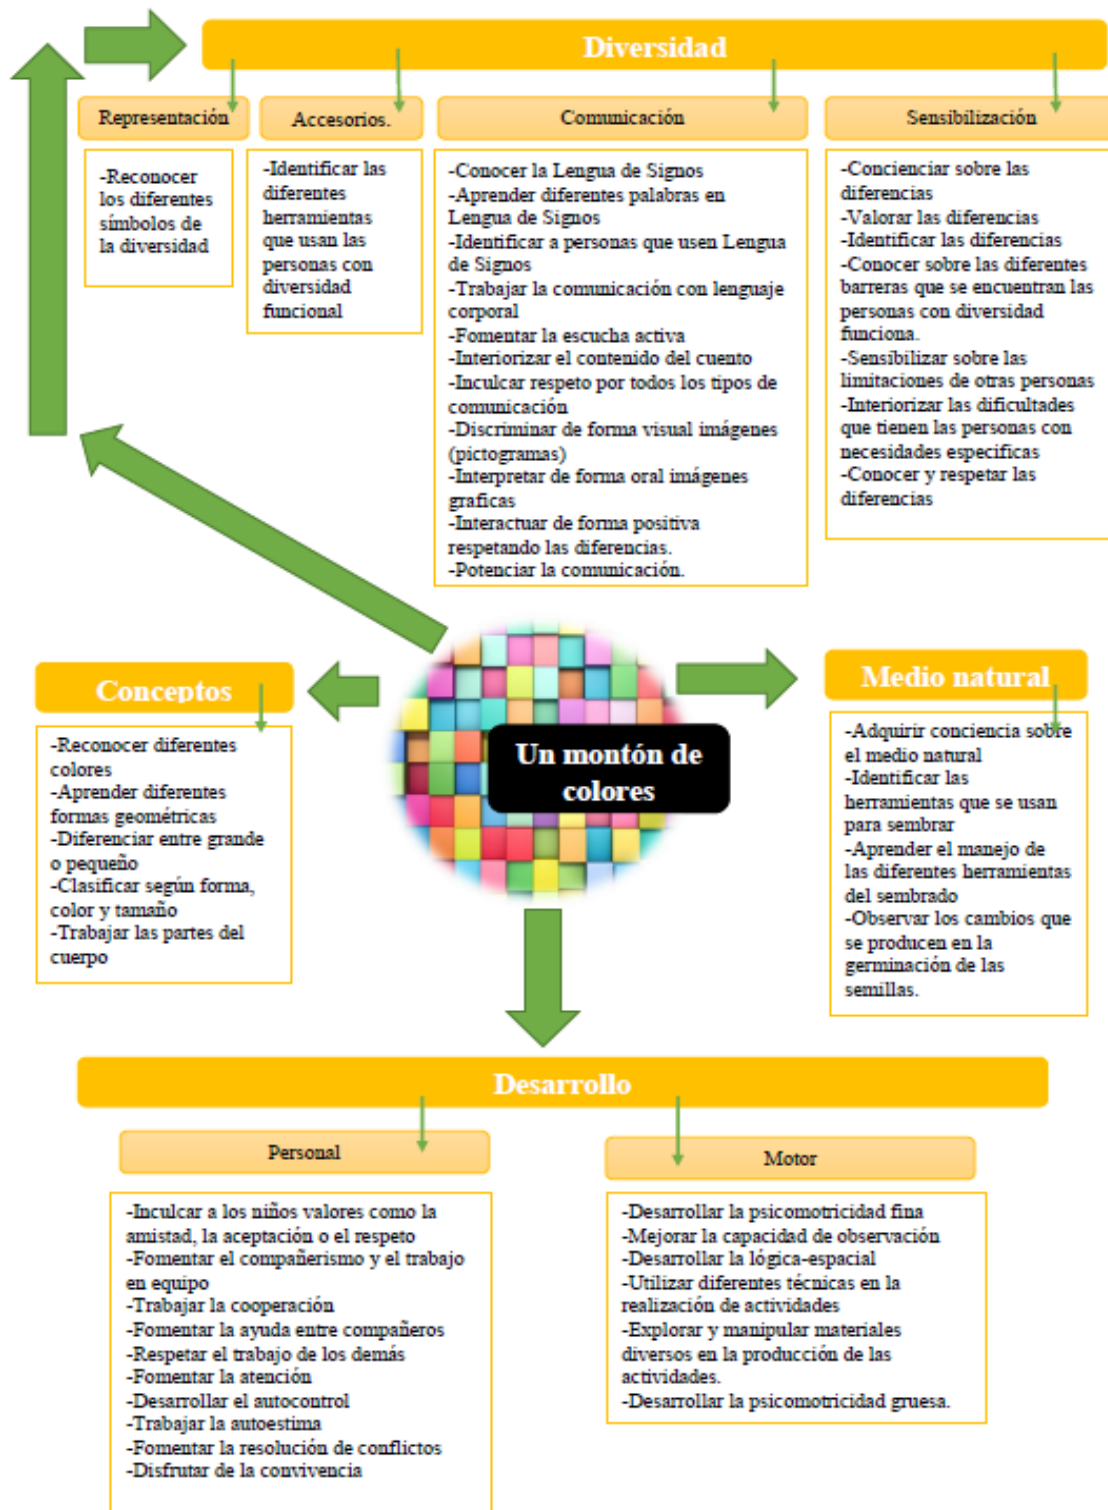 Diversidad
Representación
-Reconocer
los diferentes
símbolos de
la diversidad
Accesorios.
-Identificar las
diferentes
herramientas
que usan las
personas con
diversidad
funcional
Comunicación
-Conocer la Lengua de Signos
-Aprender diferentes palabras en
Lengua de Signos
-Identificar a personas que usen Lengua
de Signos
-Trabajar la comunicación con lenguaje
corporal
-Fomentar la escucha activa
-Interiorizar el contenido del cuento
-Inculcar respeto por todos los tipos de
comunicación
-Discriminar de forma visual imágenes
(pictogramas)
-Interpretar de forma oral imágenes
graficas
-Interactuar de forma positiva
respetando las diferencias.
-Potenciar la comunicación.
Sensibilización
-Concienciar sobre las
diferencias
-Valorar las diferencias
-Identificar las diferencias
-Conocer sobre las diferentes
barreras que se encuentran las
personas con diversidad
funciona.
-Sensibilizar sobre las
limitaciones de otras personas
-Interiorizar las dificultades
que tienen las personas con
necesidades especificas
-Conocer y respetar las
diferencias
Conceptos
-Reconocer diferentes
colores
-Aprender diferentes
formas geométricas
-Diferenciar entre grande
o pequeño
-Clasificar según forma,
color y tamaño
-Trabajar las partes del
cuerpo
Un montón de
colores
Medio natural
-Adquirir conciencia sobre
el medio natural
-Identificar las
herramientas que se usan
para sembrar
-Aprender el manejo de
las diferentes herramientas
del sembrado
-Observar los cambios que
se producen en la
germinación de las
semillas.
Desarrollo
Personal
-Inculcar a los niños valores como la
amistad, la aceptación o el respeto
-Fomentar el compañerismo y el trabajo
en equipo
-Trabajar la cooperación
-Fomentar la ayuda entre compañeros
-Respetar el trabajo de los demás
-Fomentar la atención
-Desarrollar el autocontrol
-Trabajar la autoestima
-Fomentar la resolución de conflictos
-Disfrutar de la convivencia
Motor
-Desarrollar la psicomotricidad fina
-Mejorar la capacidad de observación
-Desarrollar la lógica-espacial
-Utilizar diferentes técnicas en la
realización de actividades
-Explorar y manipular materiales
diversos en la producción de las
actividades.
-Desarrollar la psicomotricidad gruesa.